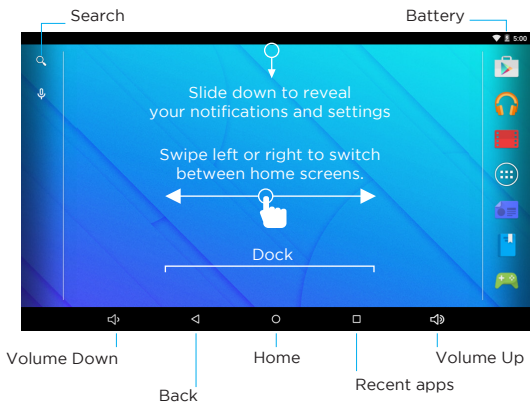 Search
Battery
5:00
Slide down to reveal
your notifications and settings
Swipe left or right to switch
between home screens.
Dock
Volume Down
Back
Home
Recent apps
Volume Up